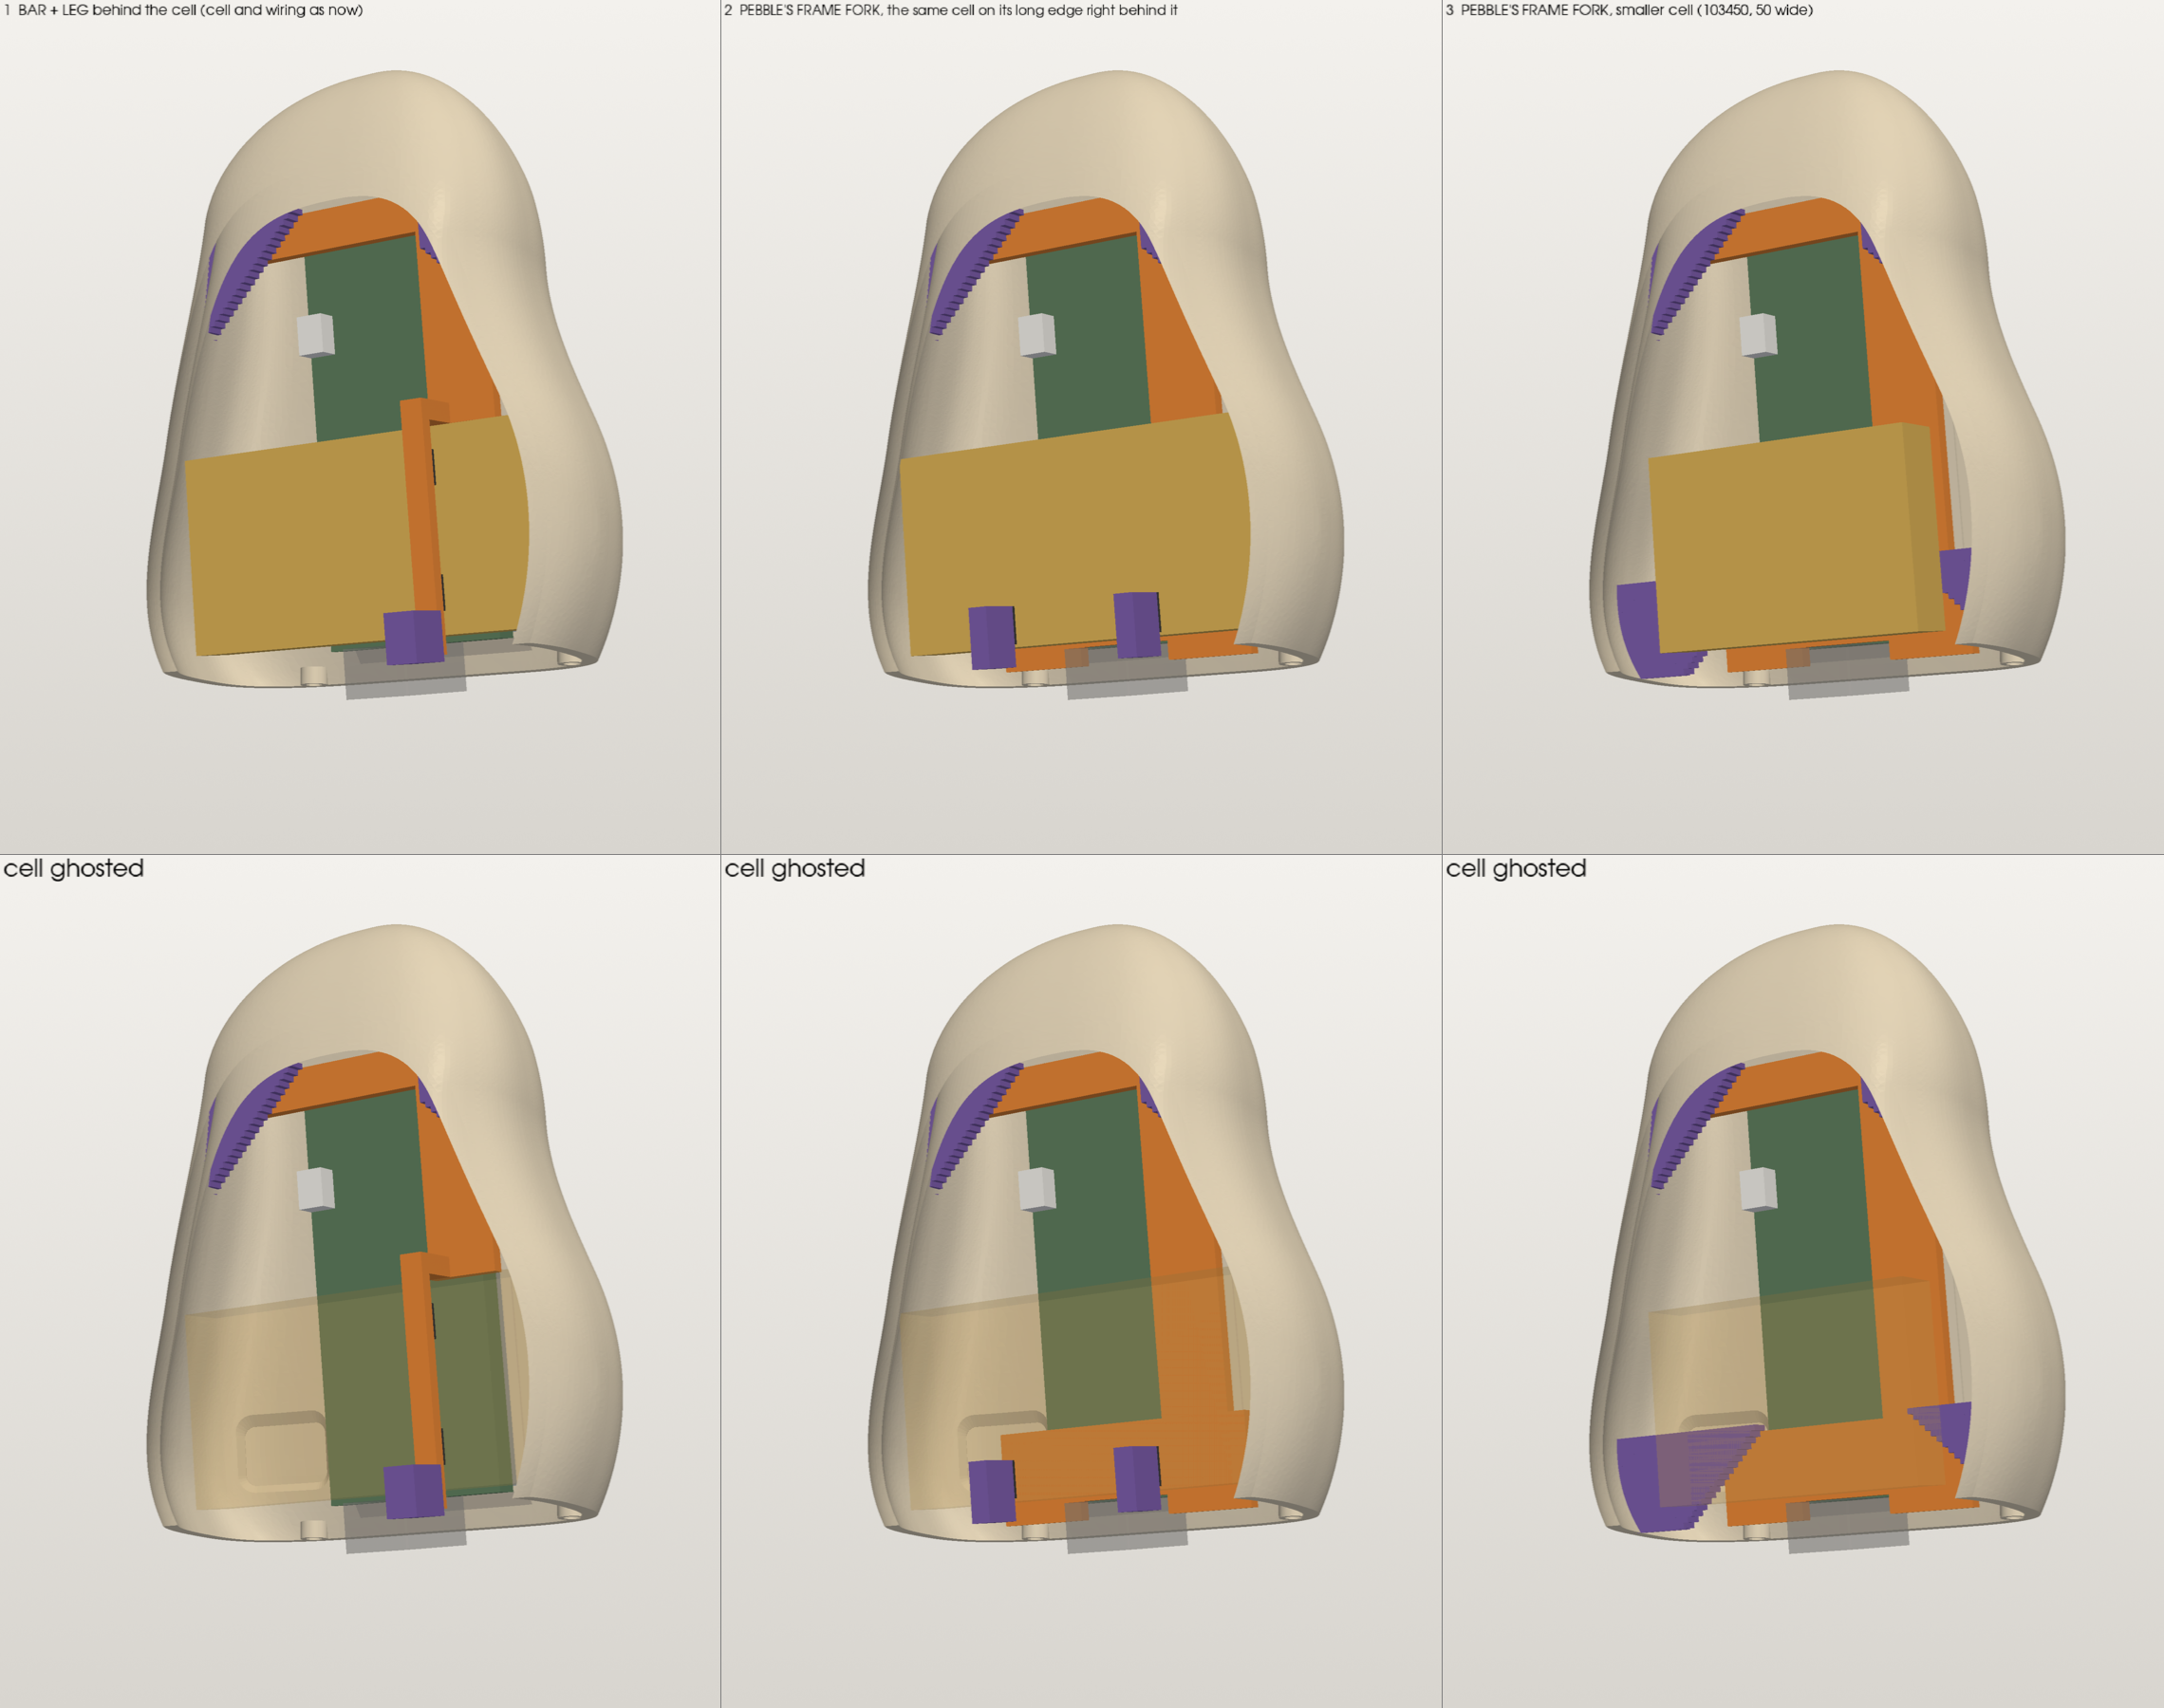 1 BAR + LEG behind the cell (cell and wiring as now)
2 PEBBLE'S FRAME FORK, the same cell on its long edge right behind it
3 PEBBLE'S FRAME FORK, smaller cell (103450, 50 wide)
cell ghosted
cell ghosted
cell ghosted